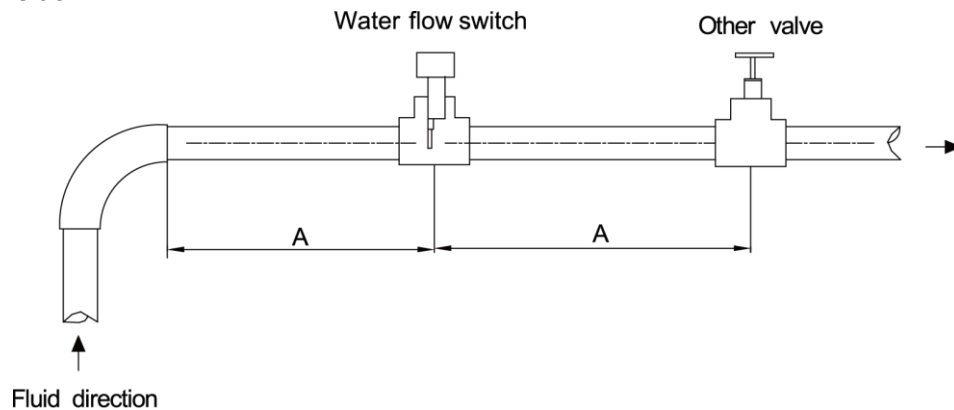 Water flow switch
Other valve
A
A
Fluid direction